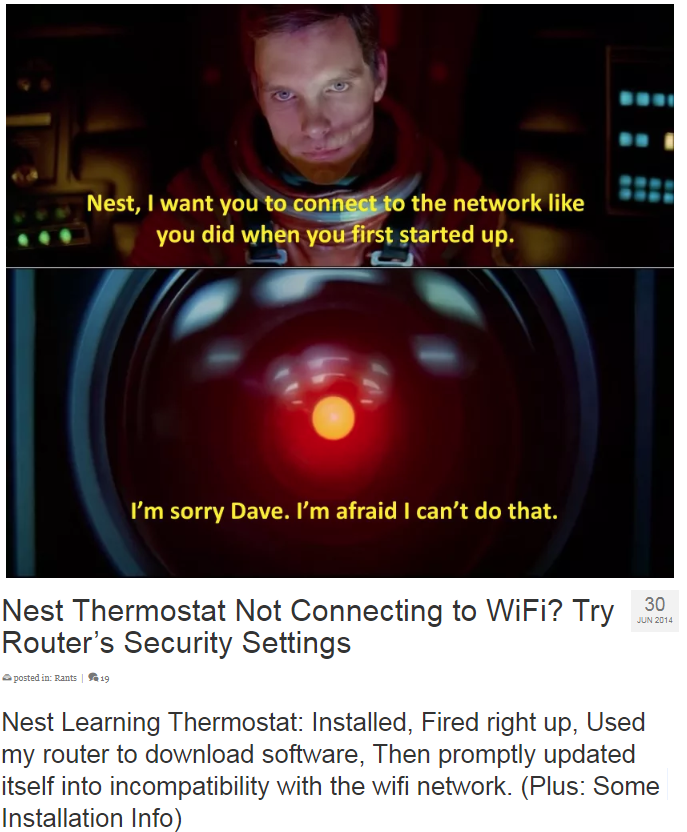 Nest, I want you to connect to the network like
you did when you first started up.
I'm sorry Dave. I'm afraid I can't do that.
Nest Thermostat Not Connecting to WiFi? Try
Router's Security Settings
30
JUN 2014
posted in: Rants | 19
Nest Learning Thermostat: Installed, Fired right up, Used
my router to download software, Then promptly updated
itself into incompatibility with the wifi network. (Plus: Some
Installation Info)